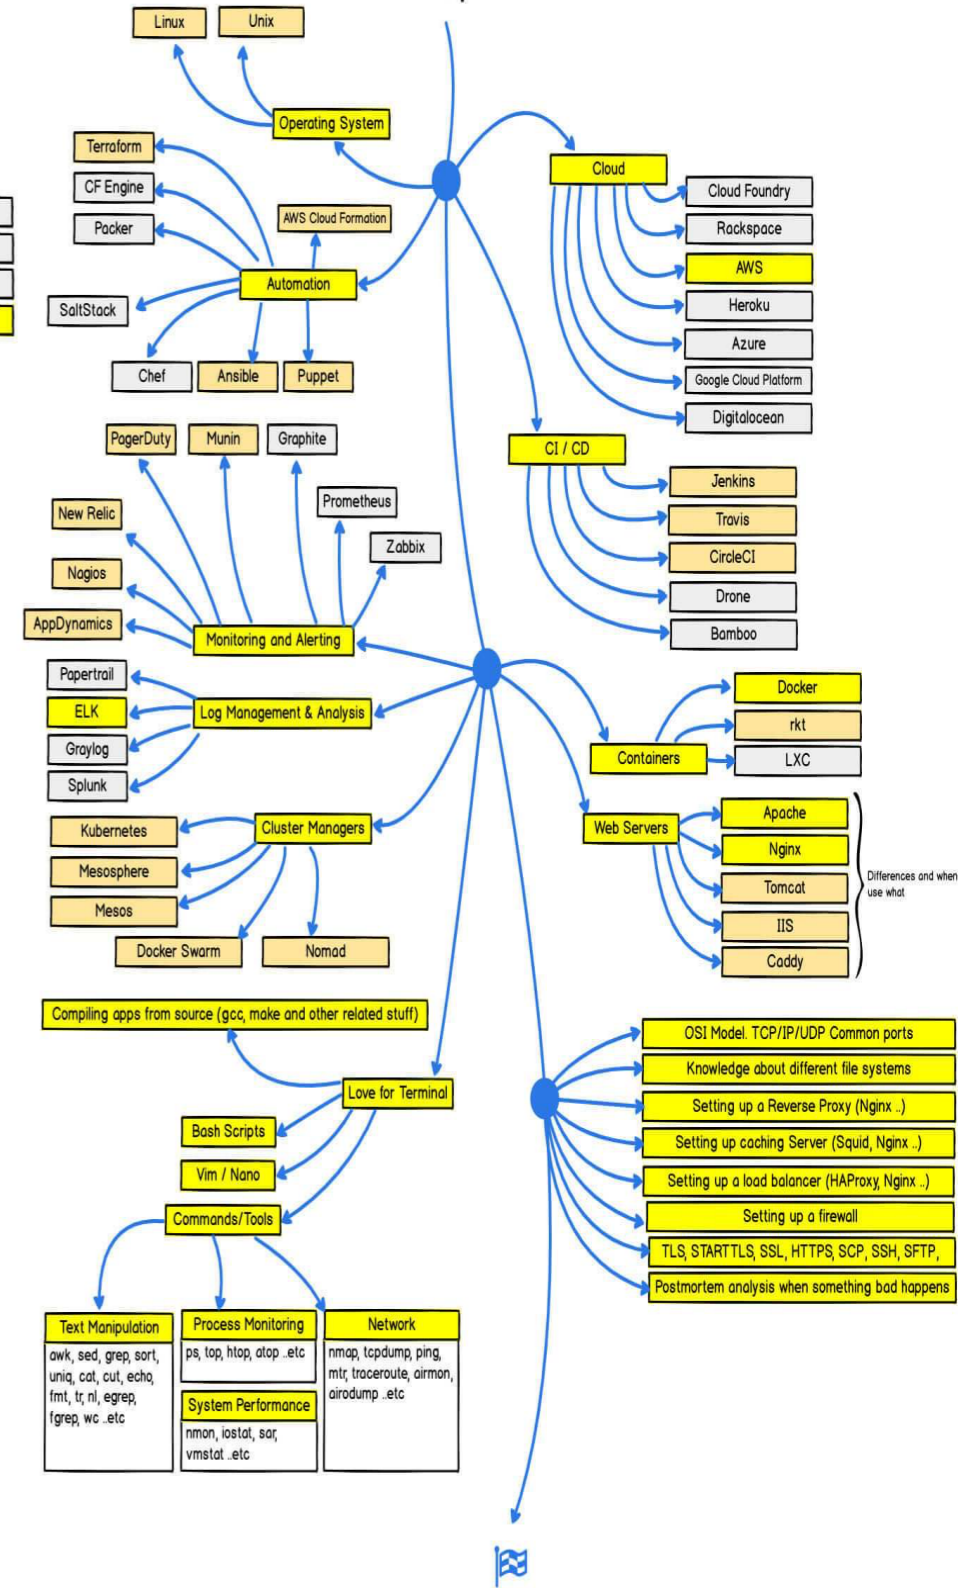 Linux
Unix
Operating System
Terraform
CF Engine
Packer
AWS Cloud Formation
Automation
SaltStack
Chef
Ansible
Puppet
Cloud
Cloud Foundry
Rackspace
AWS
Heroku
Azure
Google Cloud Platform
Digitalocean
CI / CD
Jenkins
Travis
CircleCI
Drone
Bamboo
PagerDuty
Munin
Graphite
Prometheus
Zabbix
New Relic
Nagios
AppDynamics
Monitoring and Alerting
Papertrail
ELK
Graylog
Splunk
Log Management & Analysis
Containers
Docker
rkt
LXC
Cluster Managers
Kubernetes
Mesosphere
Mesos
Docker Swarm
Nomad
Web Servers
Apache
Nginx
Tomcat
IIS
Caddy
Differences and when
use what
Compiling apps from source (gcc, make and other related stuff)
Love for Terminal
Bash Scripts
Vim / Nano
Commands/Tools
OSI Model. TCP/IP/UDP Common ports
Knowledge about different file systems
Setting up a Reverse Proxy (Nginx ..)
Setting up caching Server (Squid, Nginx ..)
Setting up a load balancer (HAProxy, Nginx ..)
Setting up a firewall
TLS, STARTTLS, SSL, HTTPS, SCP, SSH, SFTP,
Postmortem analysis when something bad happens
Text Manipulation
awk, sed, grep, sort,
uniq, cat, cut, echo,
fmt, tr, nl, egrep,
fgrep, wc ..etc
Process Monitoring
ps, top, htop, atop ..etc
System Performance
nmon, iostat, sar,
vmstat ..etc
Network
nmap, tcpdump, ping,
mtr, traceroute, airmon,
airodump ..etc